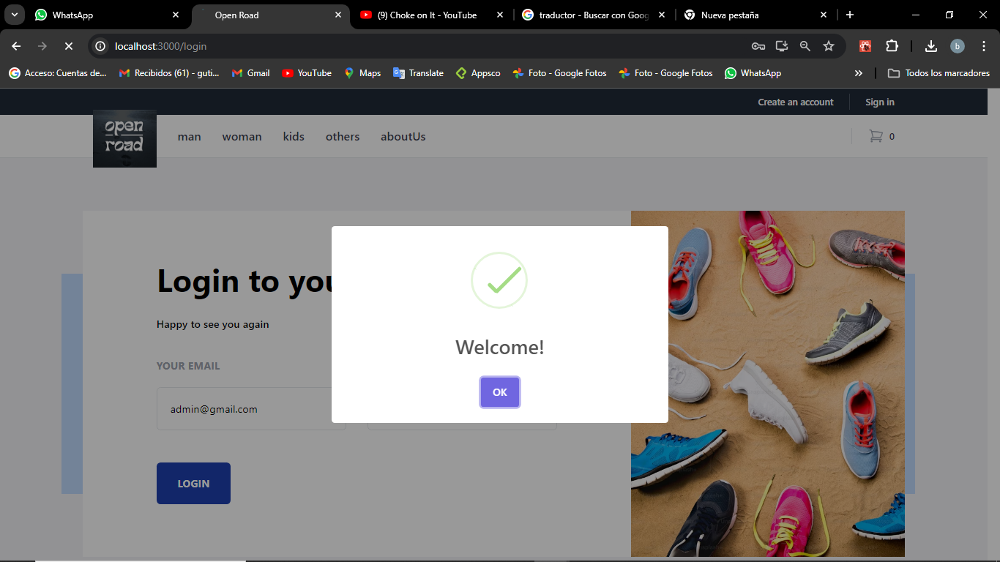 WhatsApp
Open Road
(9) Choke on It - YouTube
traductor - Buscar con Goog
Nueva pestaña
localhost:3000/login
b
Acceso: Cuentas de...
Recibidos (61) - guti...
Gmail
YouTube
Maps
Translate
Appsco
Foto - Google Fotos
Foto - Google Fotos
WhatsApp
»
Todos los marcadores
Create an account
Sign in
open
road
man
woman
kids
others
aboutUs
0
Login to you
Happy to see you again
YOUR EMAIL
admin@gmail.com
LOGIN
Welcome!
OK